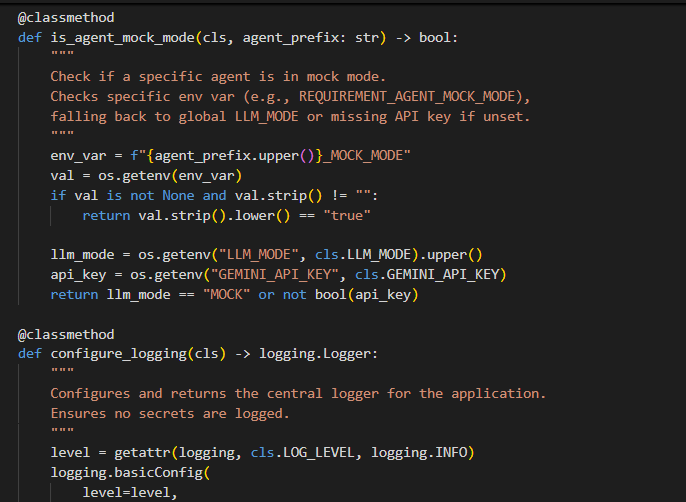 @classmethod
def is_agent_mock_mode(cls, agent_prefix: str) -> bool:
    """
    Check if a specific agent is in mock mode.
    Checks specific env var (e.g., REQUIREMENT_AGENT_MOCK_MODE),
    falling back to global LLM_MODE or missing API key if unset.
    """
    env_var = f"{agent_prefix.upper()}_MOCK_MODE"
    val = os.getenv(env_var)
    if val is not None and val.strip() != "":
        return val.strip().lower() == "true"

    llm_mode = os.getenv("LLM_MODE", cls.LLM_MODE).upper()
    api_key = os.getenv("GEMINI_API_KEY", cls.GEMINI_API_KEY)
    return llm_mode == "MOCK" or not bool(api_key)

@classmethod
def configure_logging(cls) -> logging.Logger:
    """
    Configures and returns the central logger for the application.
    Ensures no secrets are logged.
    """
    level = getattr(logging, cls.LOG_LEVEL, logging.INFO)
    logging.basicConfig(
        level=level,